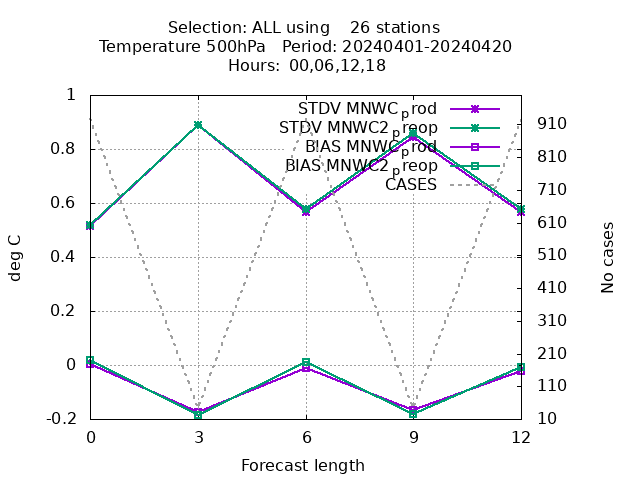 Selection: ALL using    26 stations
Temperature 500hPa   Period: 20240401-20240420
Hours: 00,06,12,18
STDV MNWC_prod
STDV MNWC2_preop
BIAS MNWC_prod
BIAS MNWC2_preop
CASES
1
0.8
0.6
0.4
0.2
0
-0.2
deg C
910
810
710
610
510
410
310
210
110
10
No cases
0 3 6 9 12
Forecast length